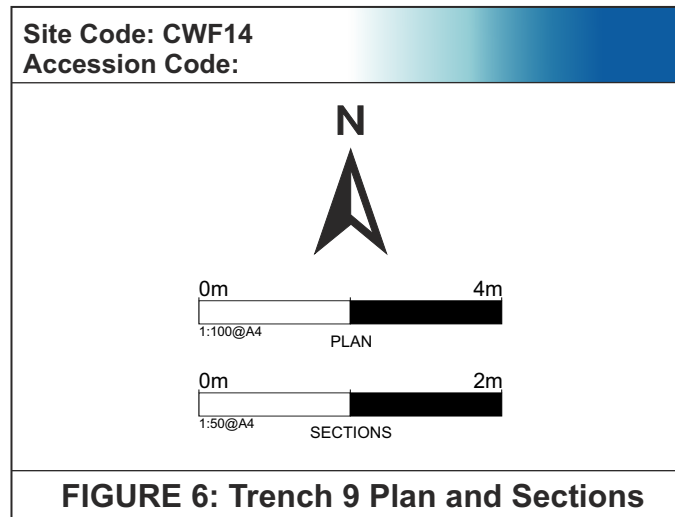 Site Code: CWF14
Accession Code:
N
0m 4m
1:100@A4
PLAN
0m 2m
1:50@A4
SECTIONS
FIGURE 6: Trench 9 Plan and Sections